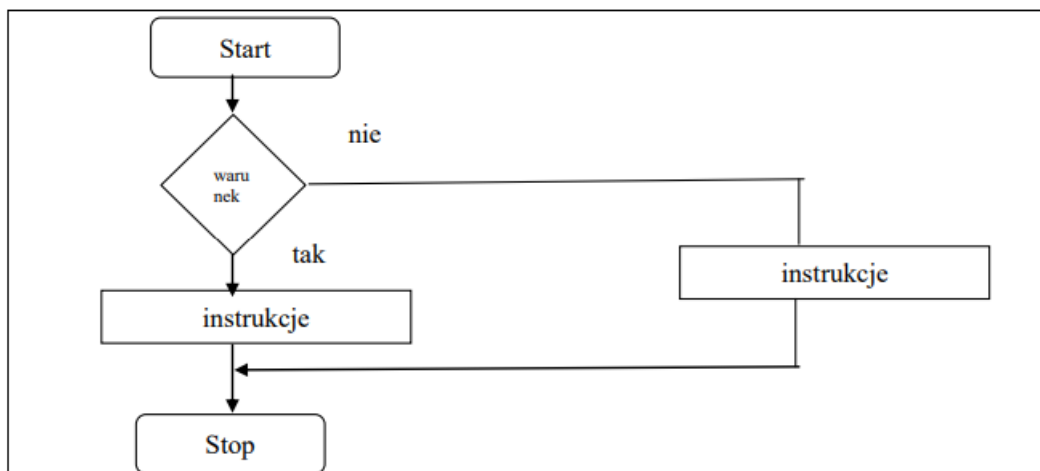 Start
nie
waru
nek
tak
instrukcje
instrukcje
Stop